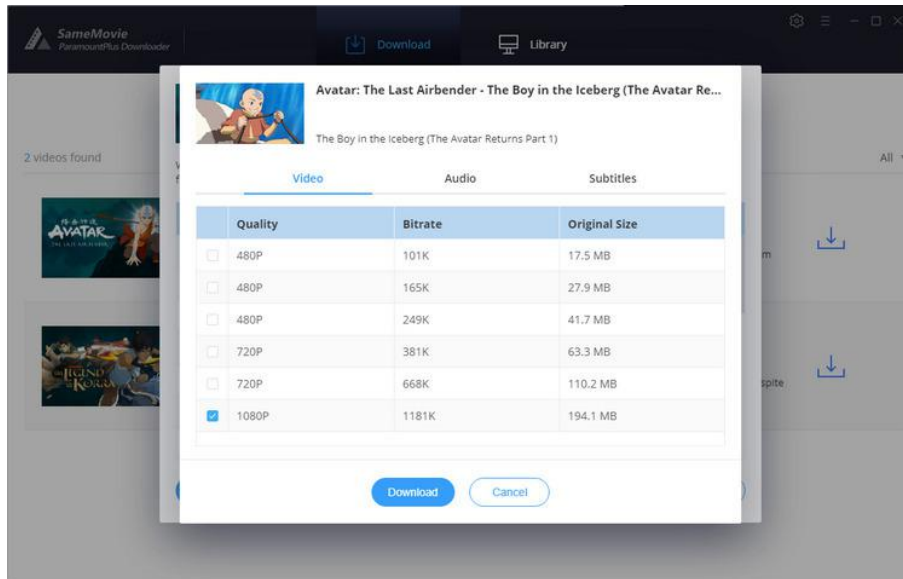 SameMovie
ParamountPlus Downloader
Download
Library
Avatar: The Last Airbender - The Boy in the Iceberg (The Avatar Re...
The Boy in the Iceberg (The Avatar Returns Part 1)
2 videos found
All
Video Audio Subtitles
Quality Bitrate Original Size
480P 101K 17.5 MB
480P 165K 27.9 MB
480P 249K 41.7 MB
720P 381K 63.3 MB
720P 668K 110.2 MB
1080P 1181K 194.1 MB
AVATAR
THE LAST AIRBENDER
m
LEGEND
KORRA
spite
Download Cancel